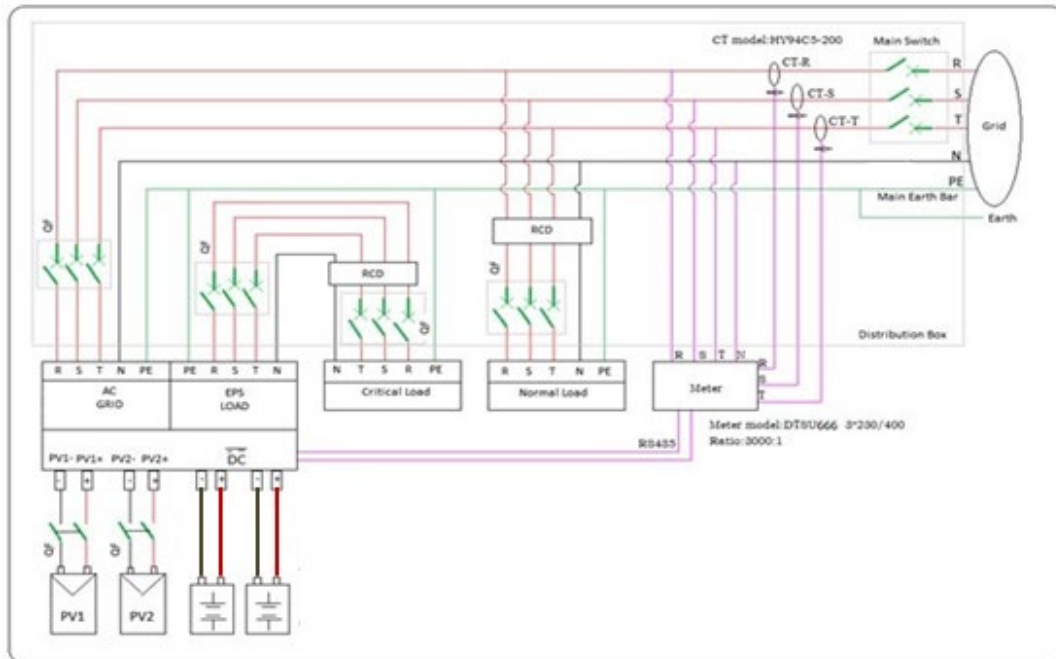 CT model:HY94C5-200
Main Switch
CT-R
R
CT-S
S
CT-T
T
Grid
N
PE
Main Earth Bar
Earth
QF
QF
RCD
RCD
QF
QF
Distribution Box
R S T N PE
PE R S T N
N T S R
R S T N PE
R S T N
R
S
T
AC
GRID
EPS
LOAD
Critical Load
Normal Load
Meter
Meter model:DTSU666 3*230/400
Ratio:3000:1
RS485
PV1- PV1+ PV2- PV2+
DC
- + - + - + - +
QF
QF
PV1
PV2